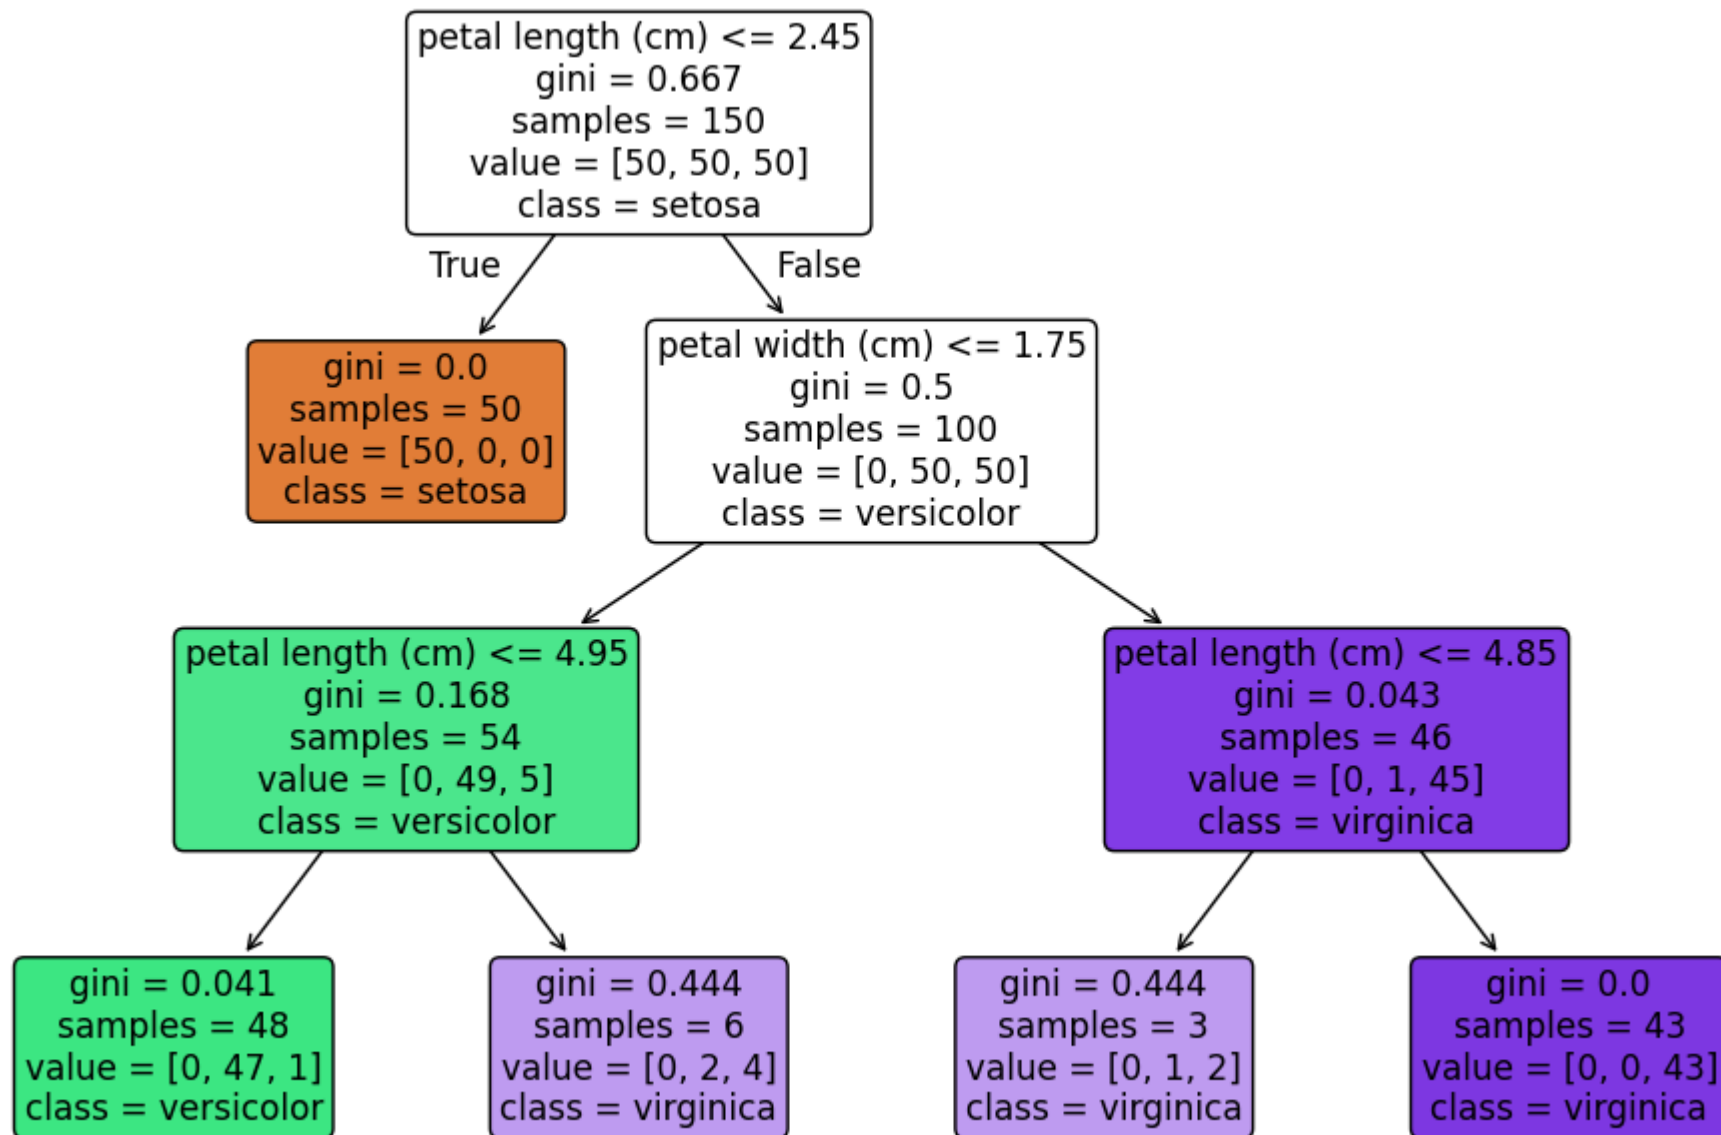 petal length (cm) <= 2.45
gini = 0.667
samples = 150
value = [50, 50, 50]
class = setosa
True
False
gini = 0.0
samples = 50
value = [50, 0, 0]
class = setosa
petal width (cm) <= 1.75
gini = 0.5
samples = 100
value = [0, 50, 50]
class = versicolor
petal length (cm) <= 4.95
gini = 0.168
samples = 54
value = [0, 49, 5]
class = versicolor
petal length (cm) <= 4.85
gini = 0.043
samples = 46
value = [0, 1, 45]
class = virginica
gini = 0.041
samples = 48
value = [0, 47, 1]
class = versicolor
gini = 0.444
samples = 6
value = [0, 2, 4]
class = virginica
gini = 0.444
samples = 3
value = [0, 1, 2]
class = virginica
gini = 0.0
samples = 43
value = [0, 0, 43]
class = virginica